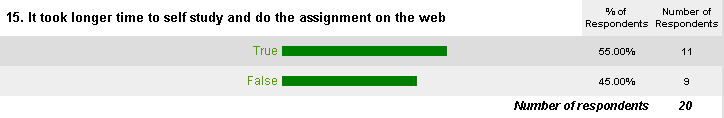 15. It took longer time to self study and do the assignment on the web
% of Respondents
Number of Respondents
True 55.00% 11
False 45.00% 9
Number of respondents 20